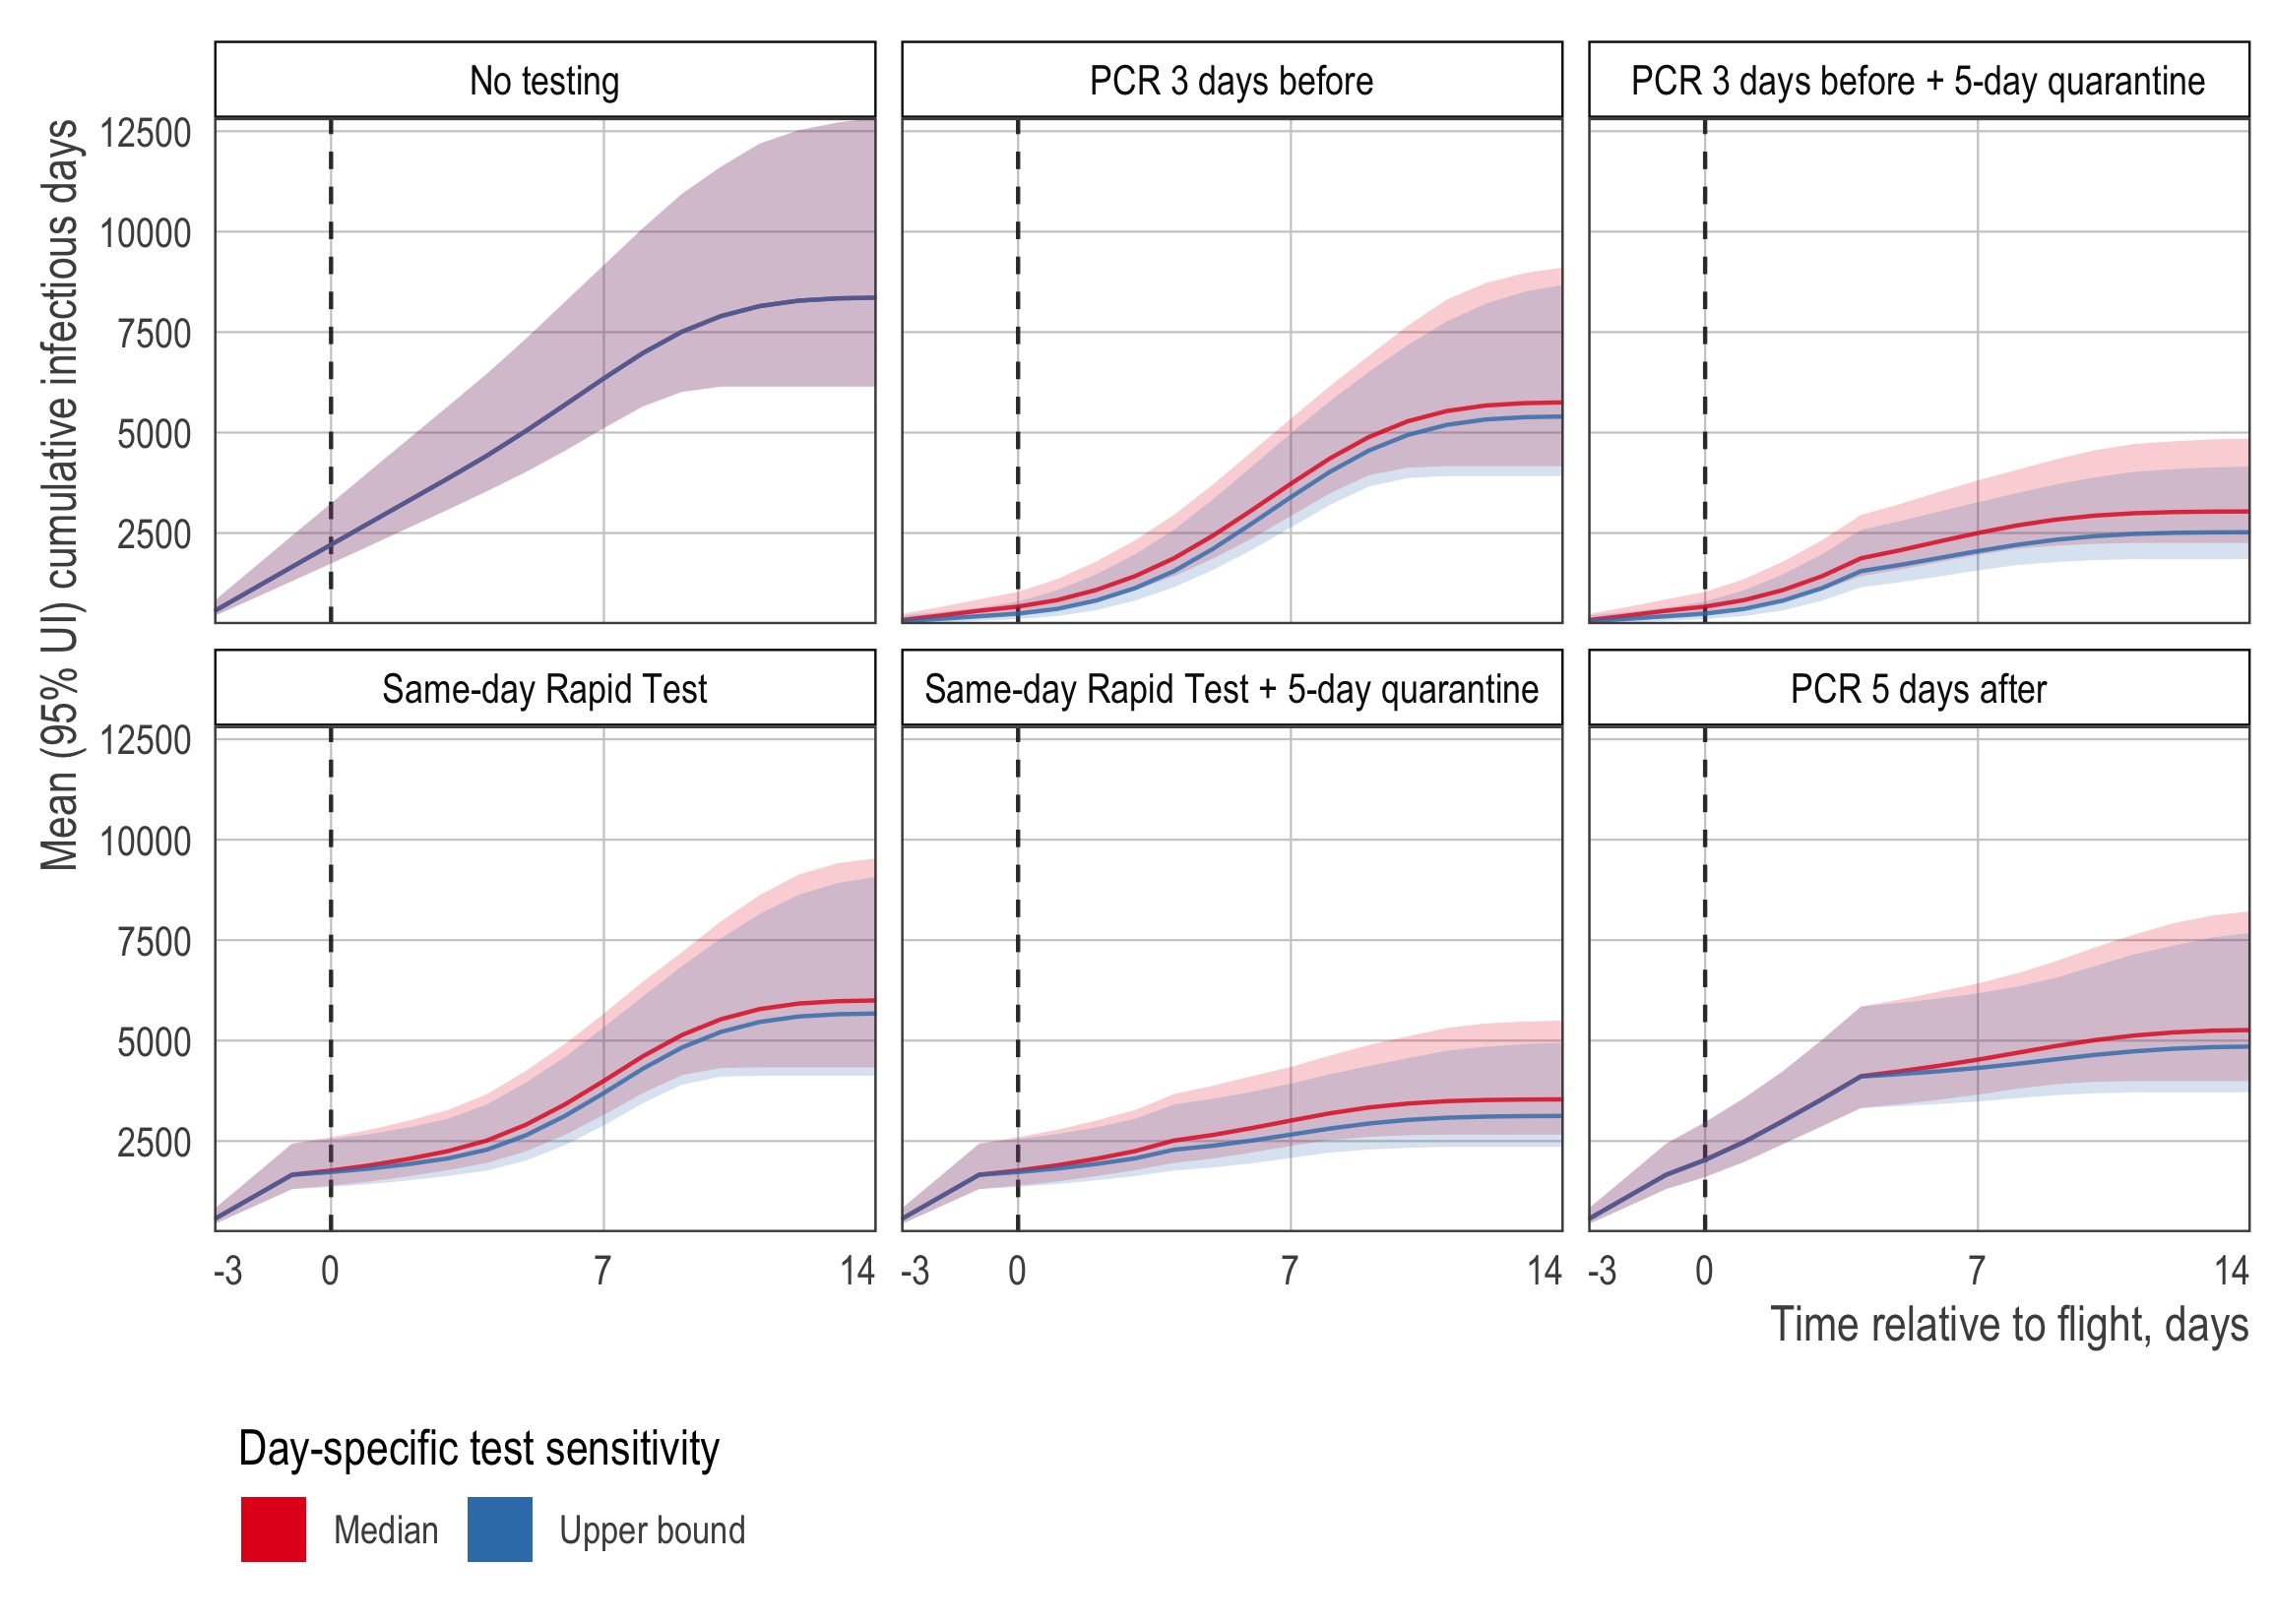 Mean (95% UI) cumulative infectious days
No testing
PCR 3 days before
PCR 3 days before + 5-day quarantine
12500
10000
7500
5000
2500
Same-day Rapid Test
Same-day Rapid Test + 5-day quarantine
PCR 5 days after
12500
10000
7500
5000
2500
-3 0 7 14
-3 0 7 14
-3 0 7 14
Time relative to flight, days
Day-specific test sensitivity
Median
Upper bound